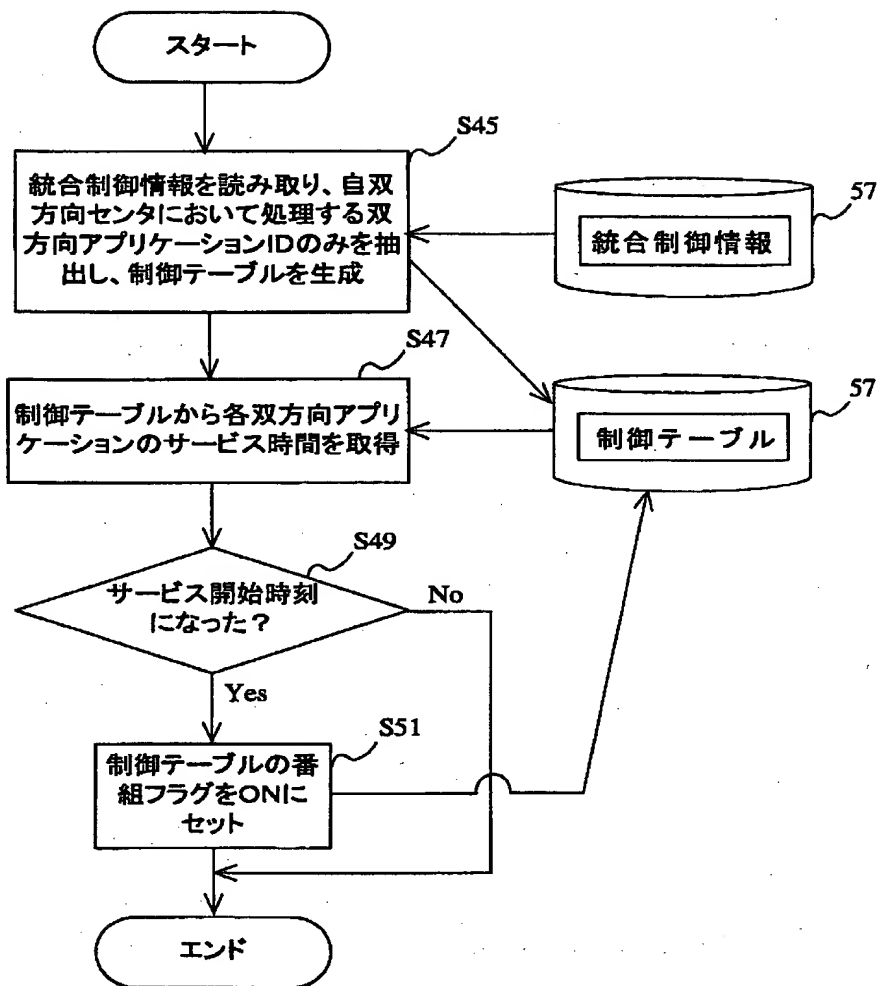 スタート
S45
統合制御情報を読み取り、自双
方向センタにおいて処理する双
方向アプリケーションIDのみを抽
出し、制御テーブルを生成
57
統合制御情報
S47
制御テーブルから各双方向アプリ
ケーションのサービス時間を取得
57
制御テーブル
S49
サービス開始時刻
になった?
No
Yes
S51
制御テーブルの番
組フラグをONに
セット
エンド